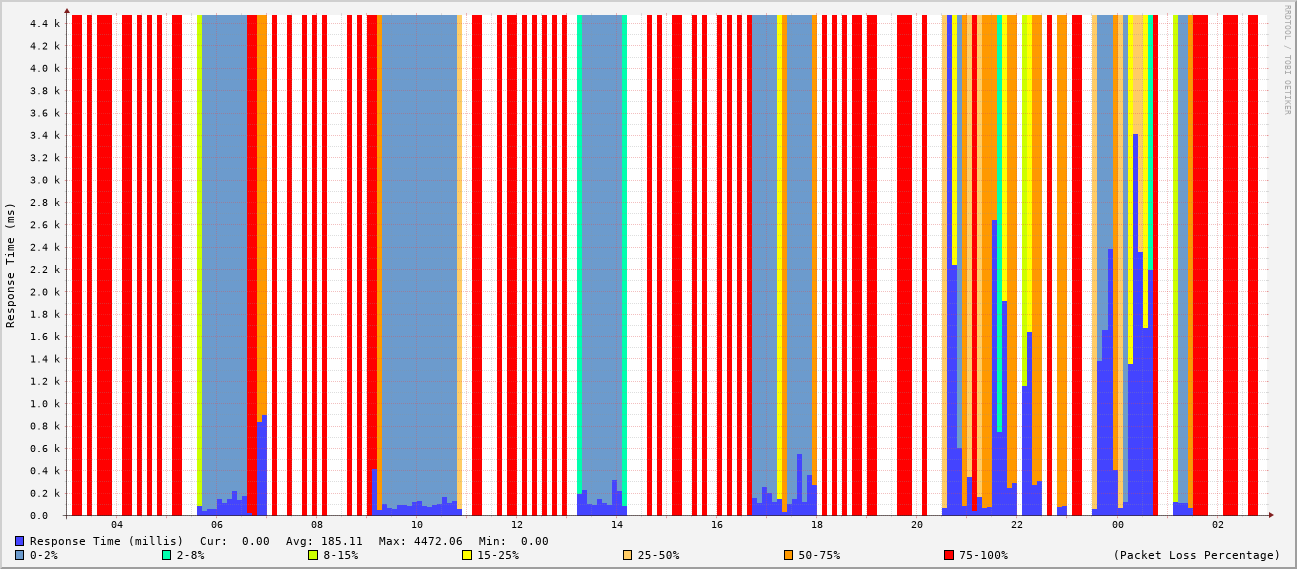 4.4 k
4.2 k
4.0 k
3.8 k
3.6 k
3.4 k
3.2 k
3.0 k
2.8 k
2.6 k
2.4 k
2.2 k
2.0 k
1.8 k
1.6 k
1.4 k
1.2 k
1.0 k
0.8 k
0.6 k
0.4 k
0.2 k
0.0
Response Time (ms)
04 06 08 10 12 14 16 18 20 22 00 02
RRDTOOL / TOBI OETIKER
Response Time (millis) Cur: 0.00 Avg: 185.11 Max: 4472.06 Min: 0.00
0-2% 2-8% 8-15% 15-25% 25-50% 50-75% 75-100% (Packet Loss Percentage)